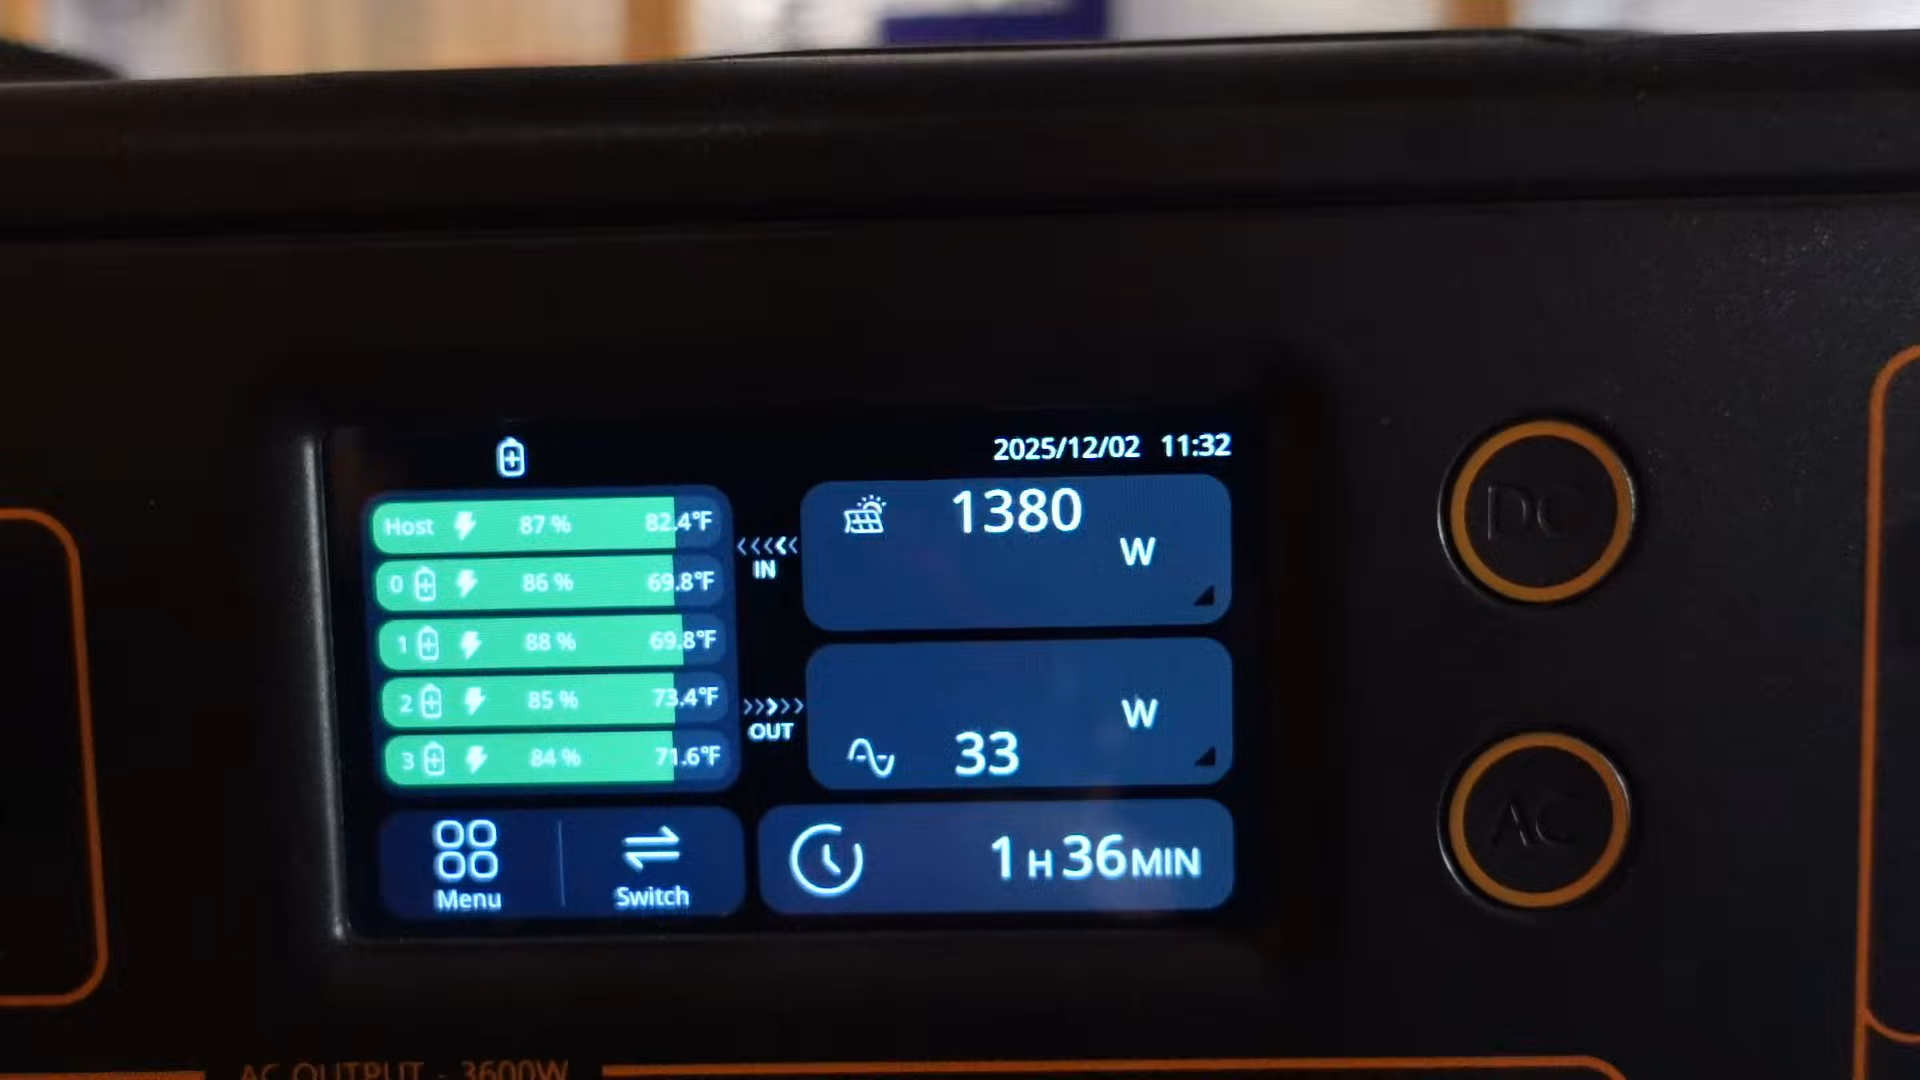 2025/12/02 11:32
Host 87 % 82.4°F
0 86 % 69.8°F
1 88 % 69.8°F
2 85 % 73.4°F
3 84 % 71.6°F
IN
1380
W
OUT
W
33
Menu
Switch
1 H 36 MIN
DC
AC
AC OUTPUT - 3600W